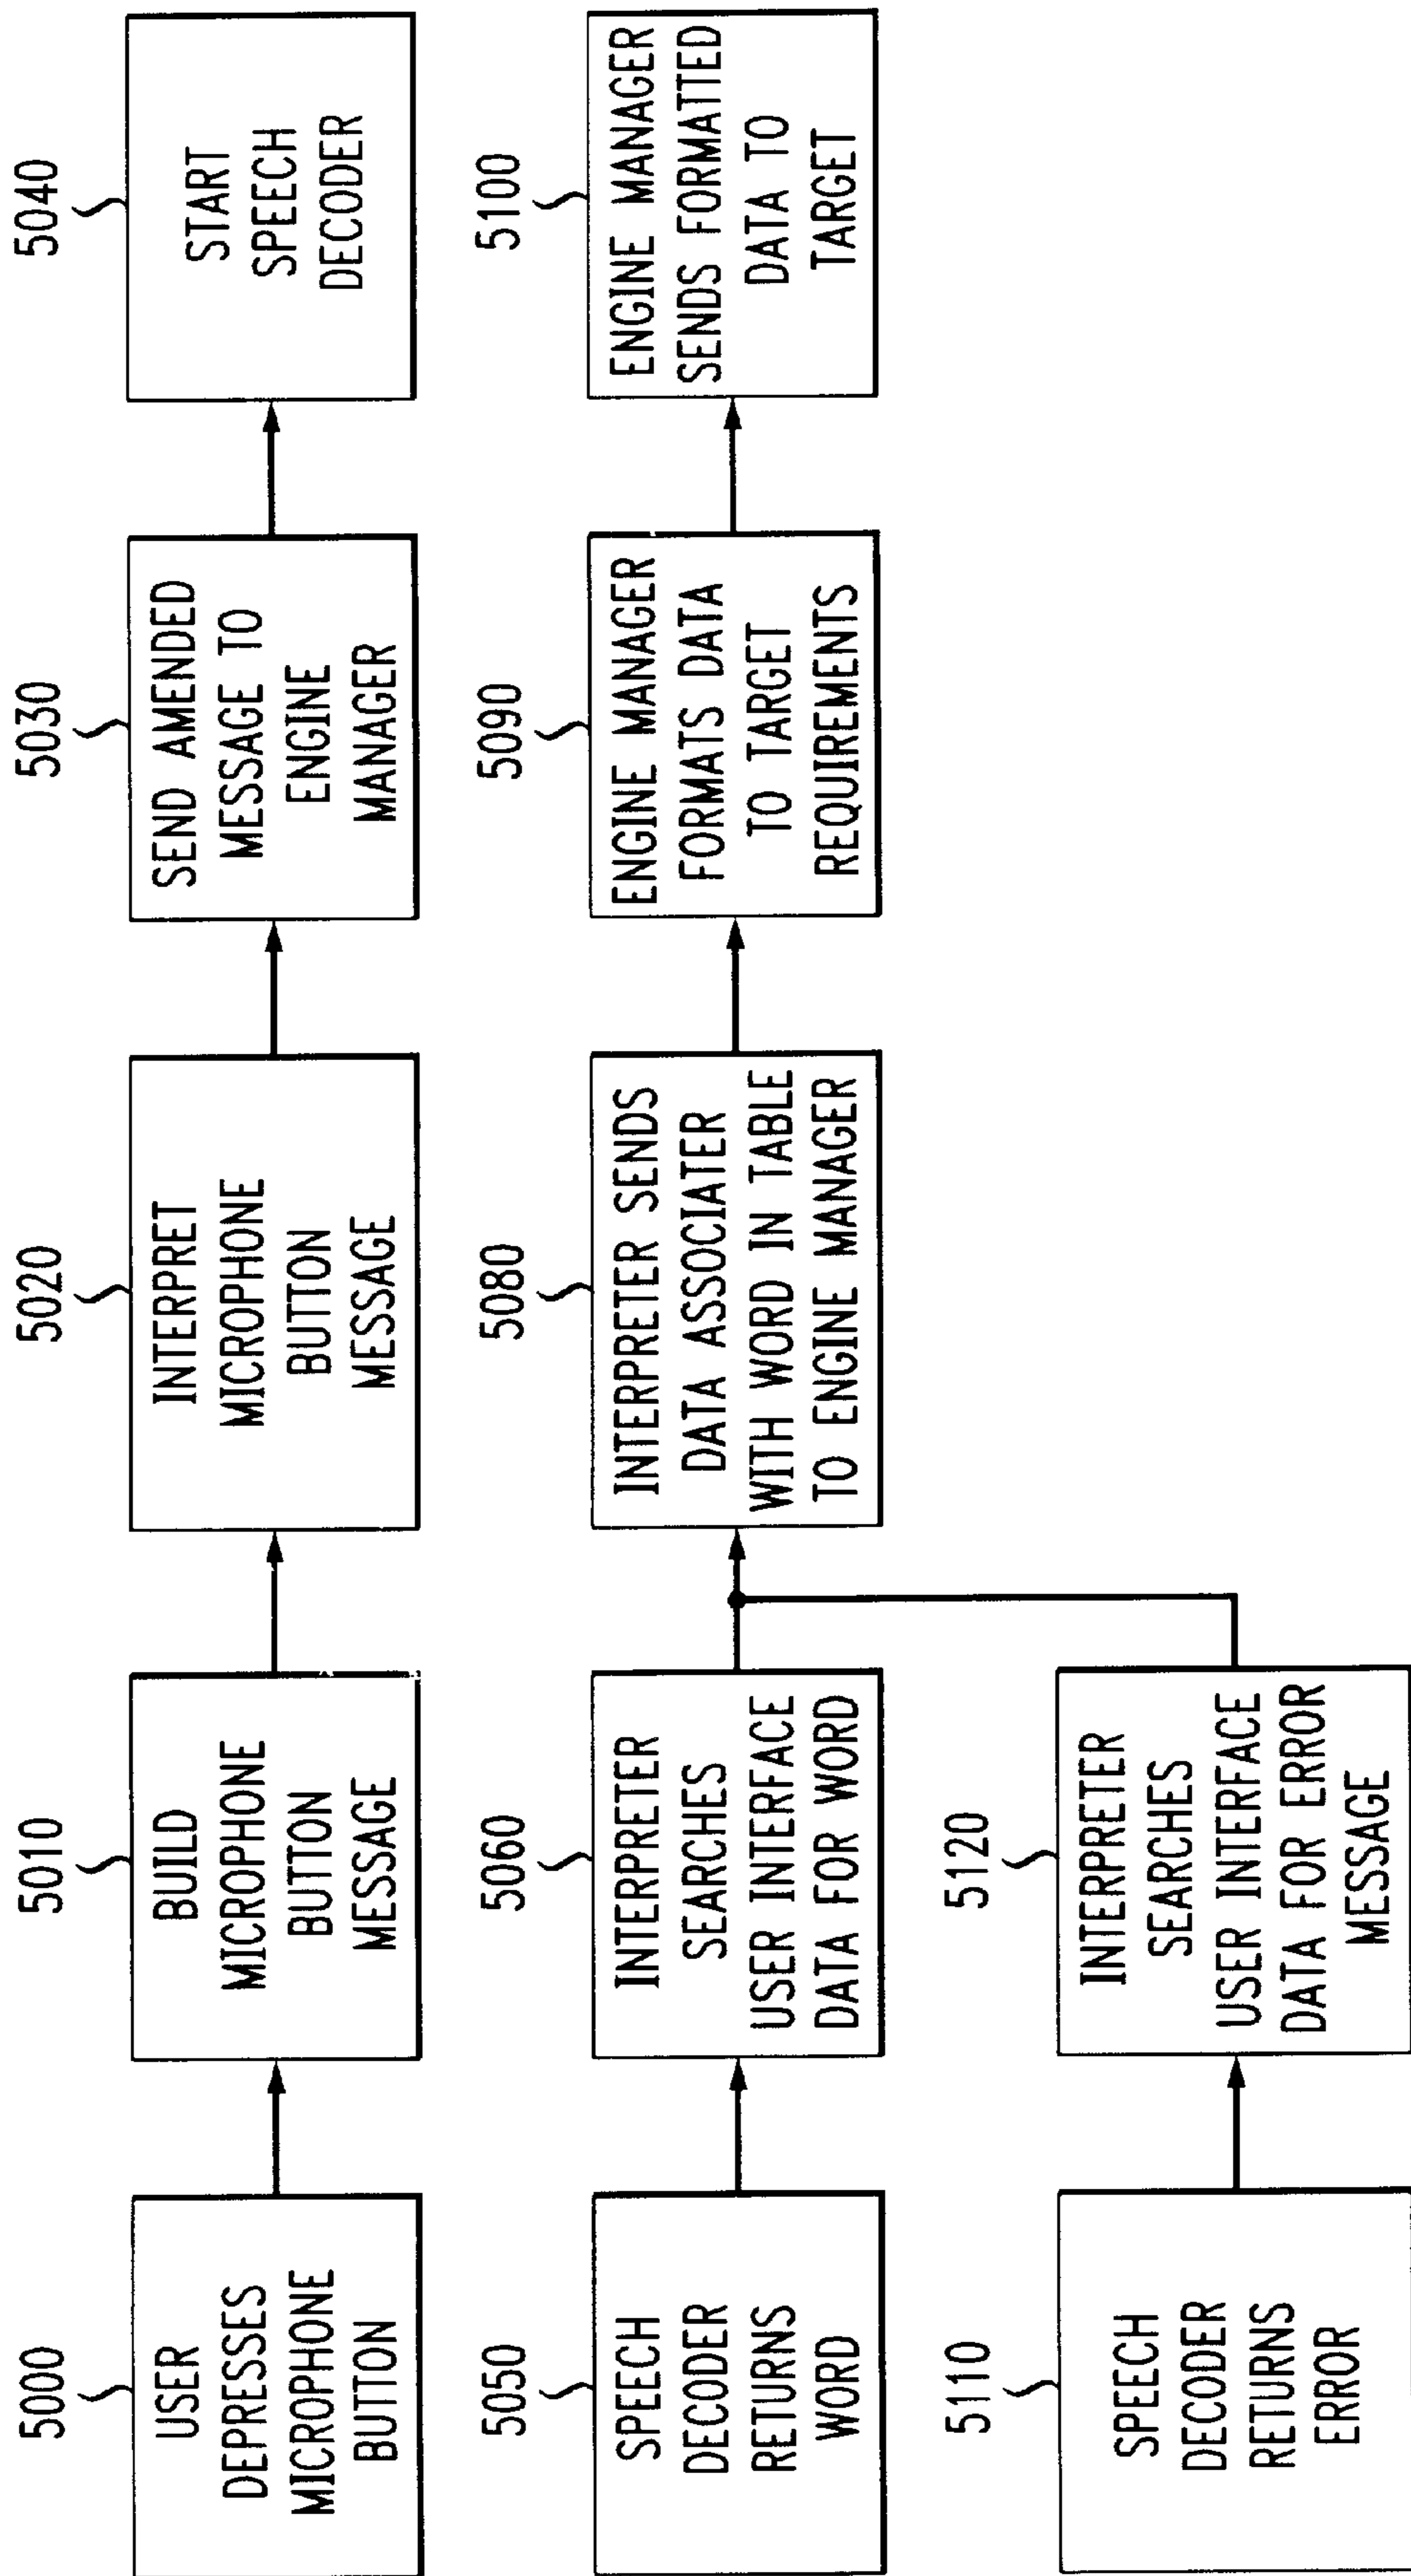 5000
USER
DEPRESSES
MICROPHONE
BUTTON
5010
BUILD
MICROPHONE
BUTTON
MESSAGE
5020
INTERPRET
MICROPHONE
BUTTON
MESSAGE
5030
SEND AMENDED
MESSAGE TO
ENGINE
MANAGER
5040
START
SPEECH
DECODER
5050
SPEECH
DECODER
RETURNS
WORD
5060
INTERPRETER
SEARCHES
USER INTERFACE
DATA FOR WORD
5080
INTERPRETER SENDS
DATA ASSOCIATER
WITH WORD IN TABLE
TO ENGINE MANAGER
5090
ENGINE MANAGER
FORMATS DATA
TO TARGET
REQUIREMENTS
5100
ENGINE MANAGER
SENDS FORMATTED
DATA TO
TARGET
5110
SPEECH
DECODER
RETURNS
ERROR
5120
INTERPRETER
SEARCHES
USER INTERFACE
DATA FOR ERROR
MESSAGE